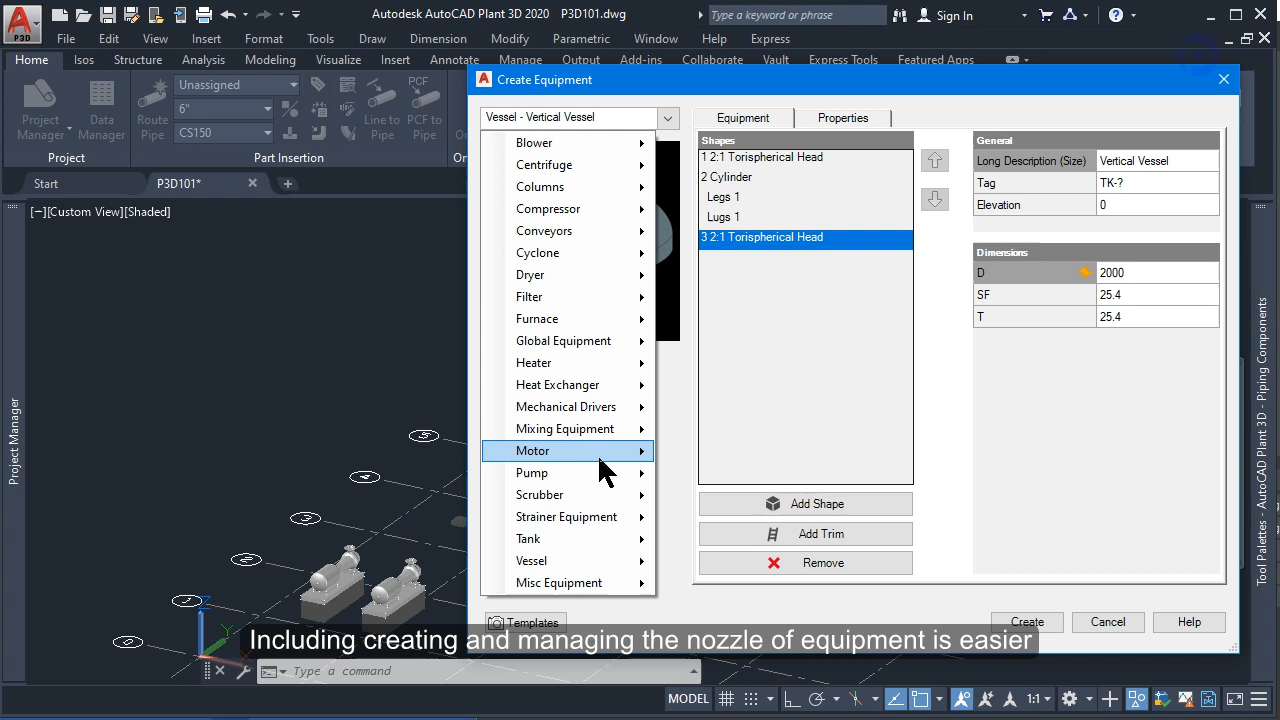 Autodesk AutoCAD Plant 3D 2020 P3D101.dwg
Type a keyword or phrase
Sign In
P3D
File Edit View Insert Format Tools Draw Dimension Modify Parametric Window Help Express
Home Isos Structure Analysis Modeling Visualize Insert Annotate Manage Output Add-ins Collaborate Vault Express Tools Featured Apps
Project Manager
Data Manager
Project
Route Pipe
Unassigned
6"
CS150
Line to Pipe
PCF to Pipe
PCF
Part Insertion
Start
P3D101*
[−][Custom View][Shaded]
Project Manager
Create Equipment
Vessel - Vertical Vessel
Blower
Centrifuge
Columns
Compressor
Conveyors
Cyclone
Dryer
Filter
Furnace
Global Equipment
Heater
Heat Exchanger
Mechanical Drivers
Mixing Equipment
Motor
Pump
Scrubber
Strainer Equipment
Tank
Vessel
Misc Equipment
Templates
Equipment
Properties
Shapes
1 2:1 Torispherical Head
2 Cylinder
Legs 1
Lugs 1
3 2:1 Torispherical Head
Add Shape
Add Trim
Remove
General
Long Description (Size) Vertical Vessel
Tag TK-?
Elevation 0
Dimensions
D 2000
SF 25.4
T 25.4
Create
Cancel
Help
Tool Palettes - AutoCAD Plant 3D - Piping Components
Including creating and managing the nozzle of equipment is easier
Type a command
MODEL
1:1